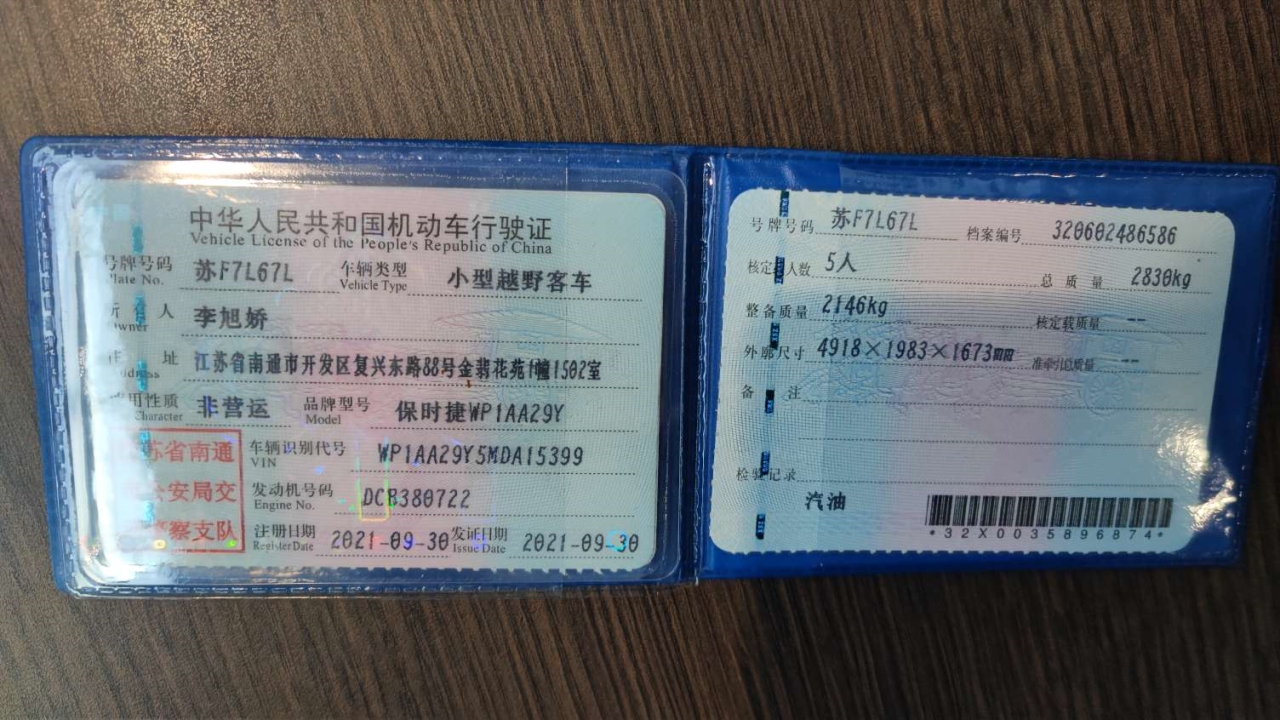 中华人民共和国机动车行驶证
Vehicle License of the People's Republic of China
号牌号码 苏F7L67L 车辆类型 小型越野客车
Plate No. Vehicle Type
所 人 李旭娇
Owner
住 址 江苏省南通市开发区复兴东路88号金翡花苑1幢1502室
Address
使用性质 非营运 品牌型号 保时捷WP1AA29Y
Character Model
车辆识别代号 WP1AA29Y5MDA15399
VIN
发动机号码 DCB380722
Engine No.
注册日期 2021-09-30 发证日期 2021-09-30
Register Date Issue Date
苏省南通
公安局交
警察支队
号牌号码 苏F7L67L 档案编号 320602486586
核定 人数 5人 总质量 2830kg
整备质量 2146kg 核定载质量 --
外廓尺寸 4918×1983×1673mm 准牵引总质量 --
备 注
检验记录
汽油
*32X0035896874*